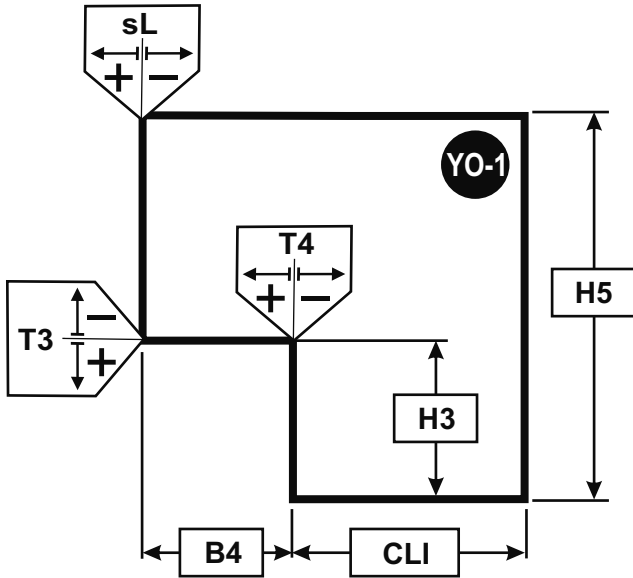 sL
+ −
YO-1
T4
+ −
H5
T3
−
+
H3
B4
CLI